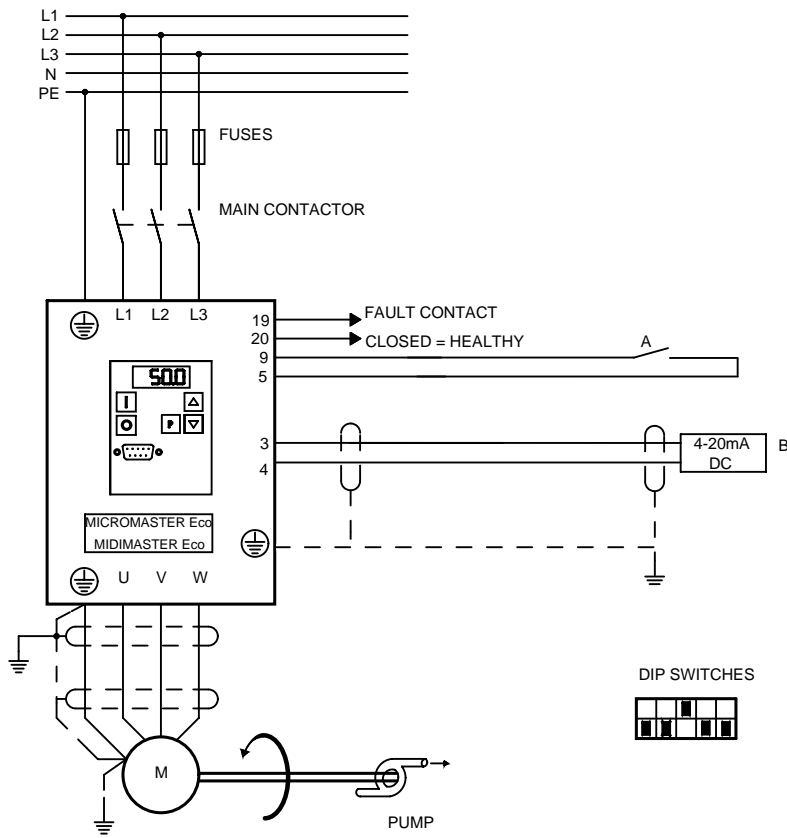 L1
L2
L3
N
PE
FUSES
MAIN CONTACTOR
L1 L2 L3
19 FAULT CONTACT
20 CLOSED = HEALTHY
9 A
5
50.0
P
3 4-20mA B
4 DC
MICROMASTER Eco
MIDIMASTER Eco
U V W
DIP SWITCHES
M
PUMP